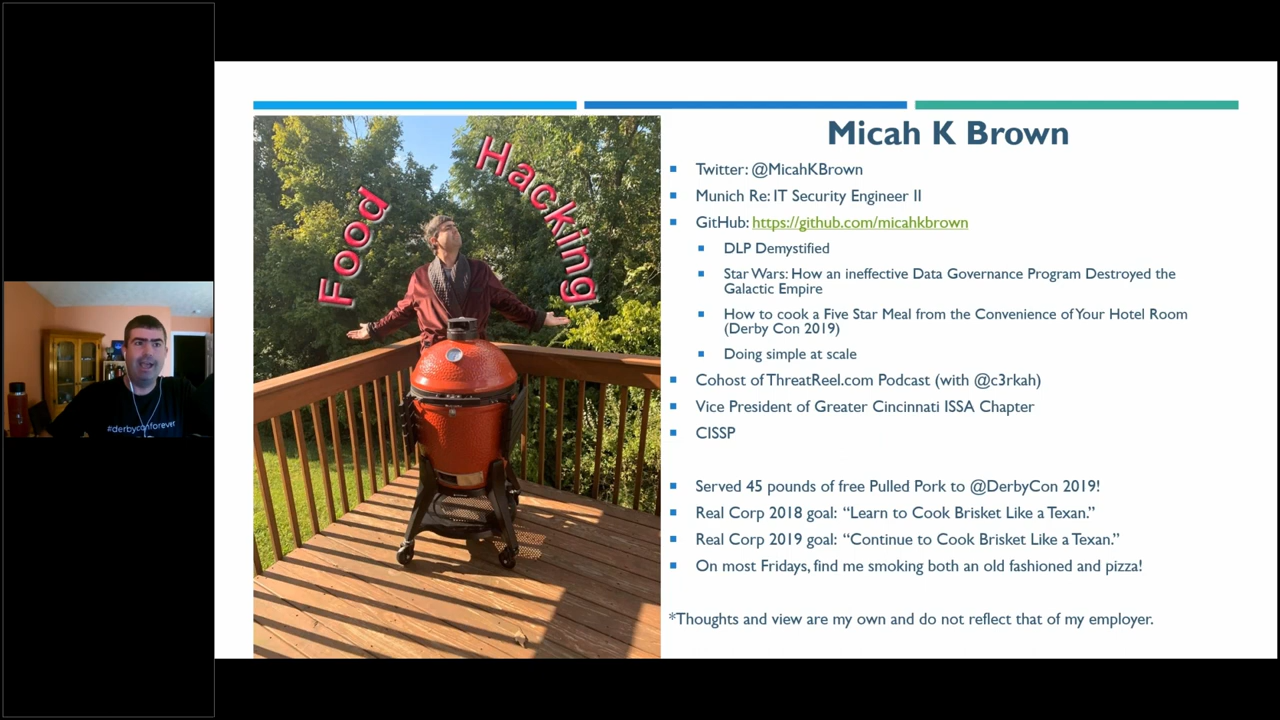 Food
Hacking
#derbyconforever
Micah K Brown
Twitter: @MicahKBrown
Munich Re: IT Security Engineer II
GitHub: https://github.com/micahkbrown
DLP Demystified
Star Wars: How an ineffective Data Governance Program Destroyed the
Galactic Empire
How to cook a Five Star Meal from the Convenience of Your Hotel Room
(Derby Con 2019)
Doing simple at scale
Cohost of ThreatReel.com Podcast (with @c3rkah)
Vice President of Greater Cincinnati ISSA Chapter
CISSP
Served 45 pounds of free Pulled Pork to @DerbyCon 2019!
Real Corp 2018 goal: “Learn to Cook Brisket Like a Texan.”
Real Corp 2019 goal: “Continue to Cook Brisket Like a Texan.”
On most Fridays, find me smoking both an old fashioned and pizza!
*Thoughts and view are my own and do not reflect that of my employer.